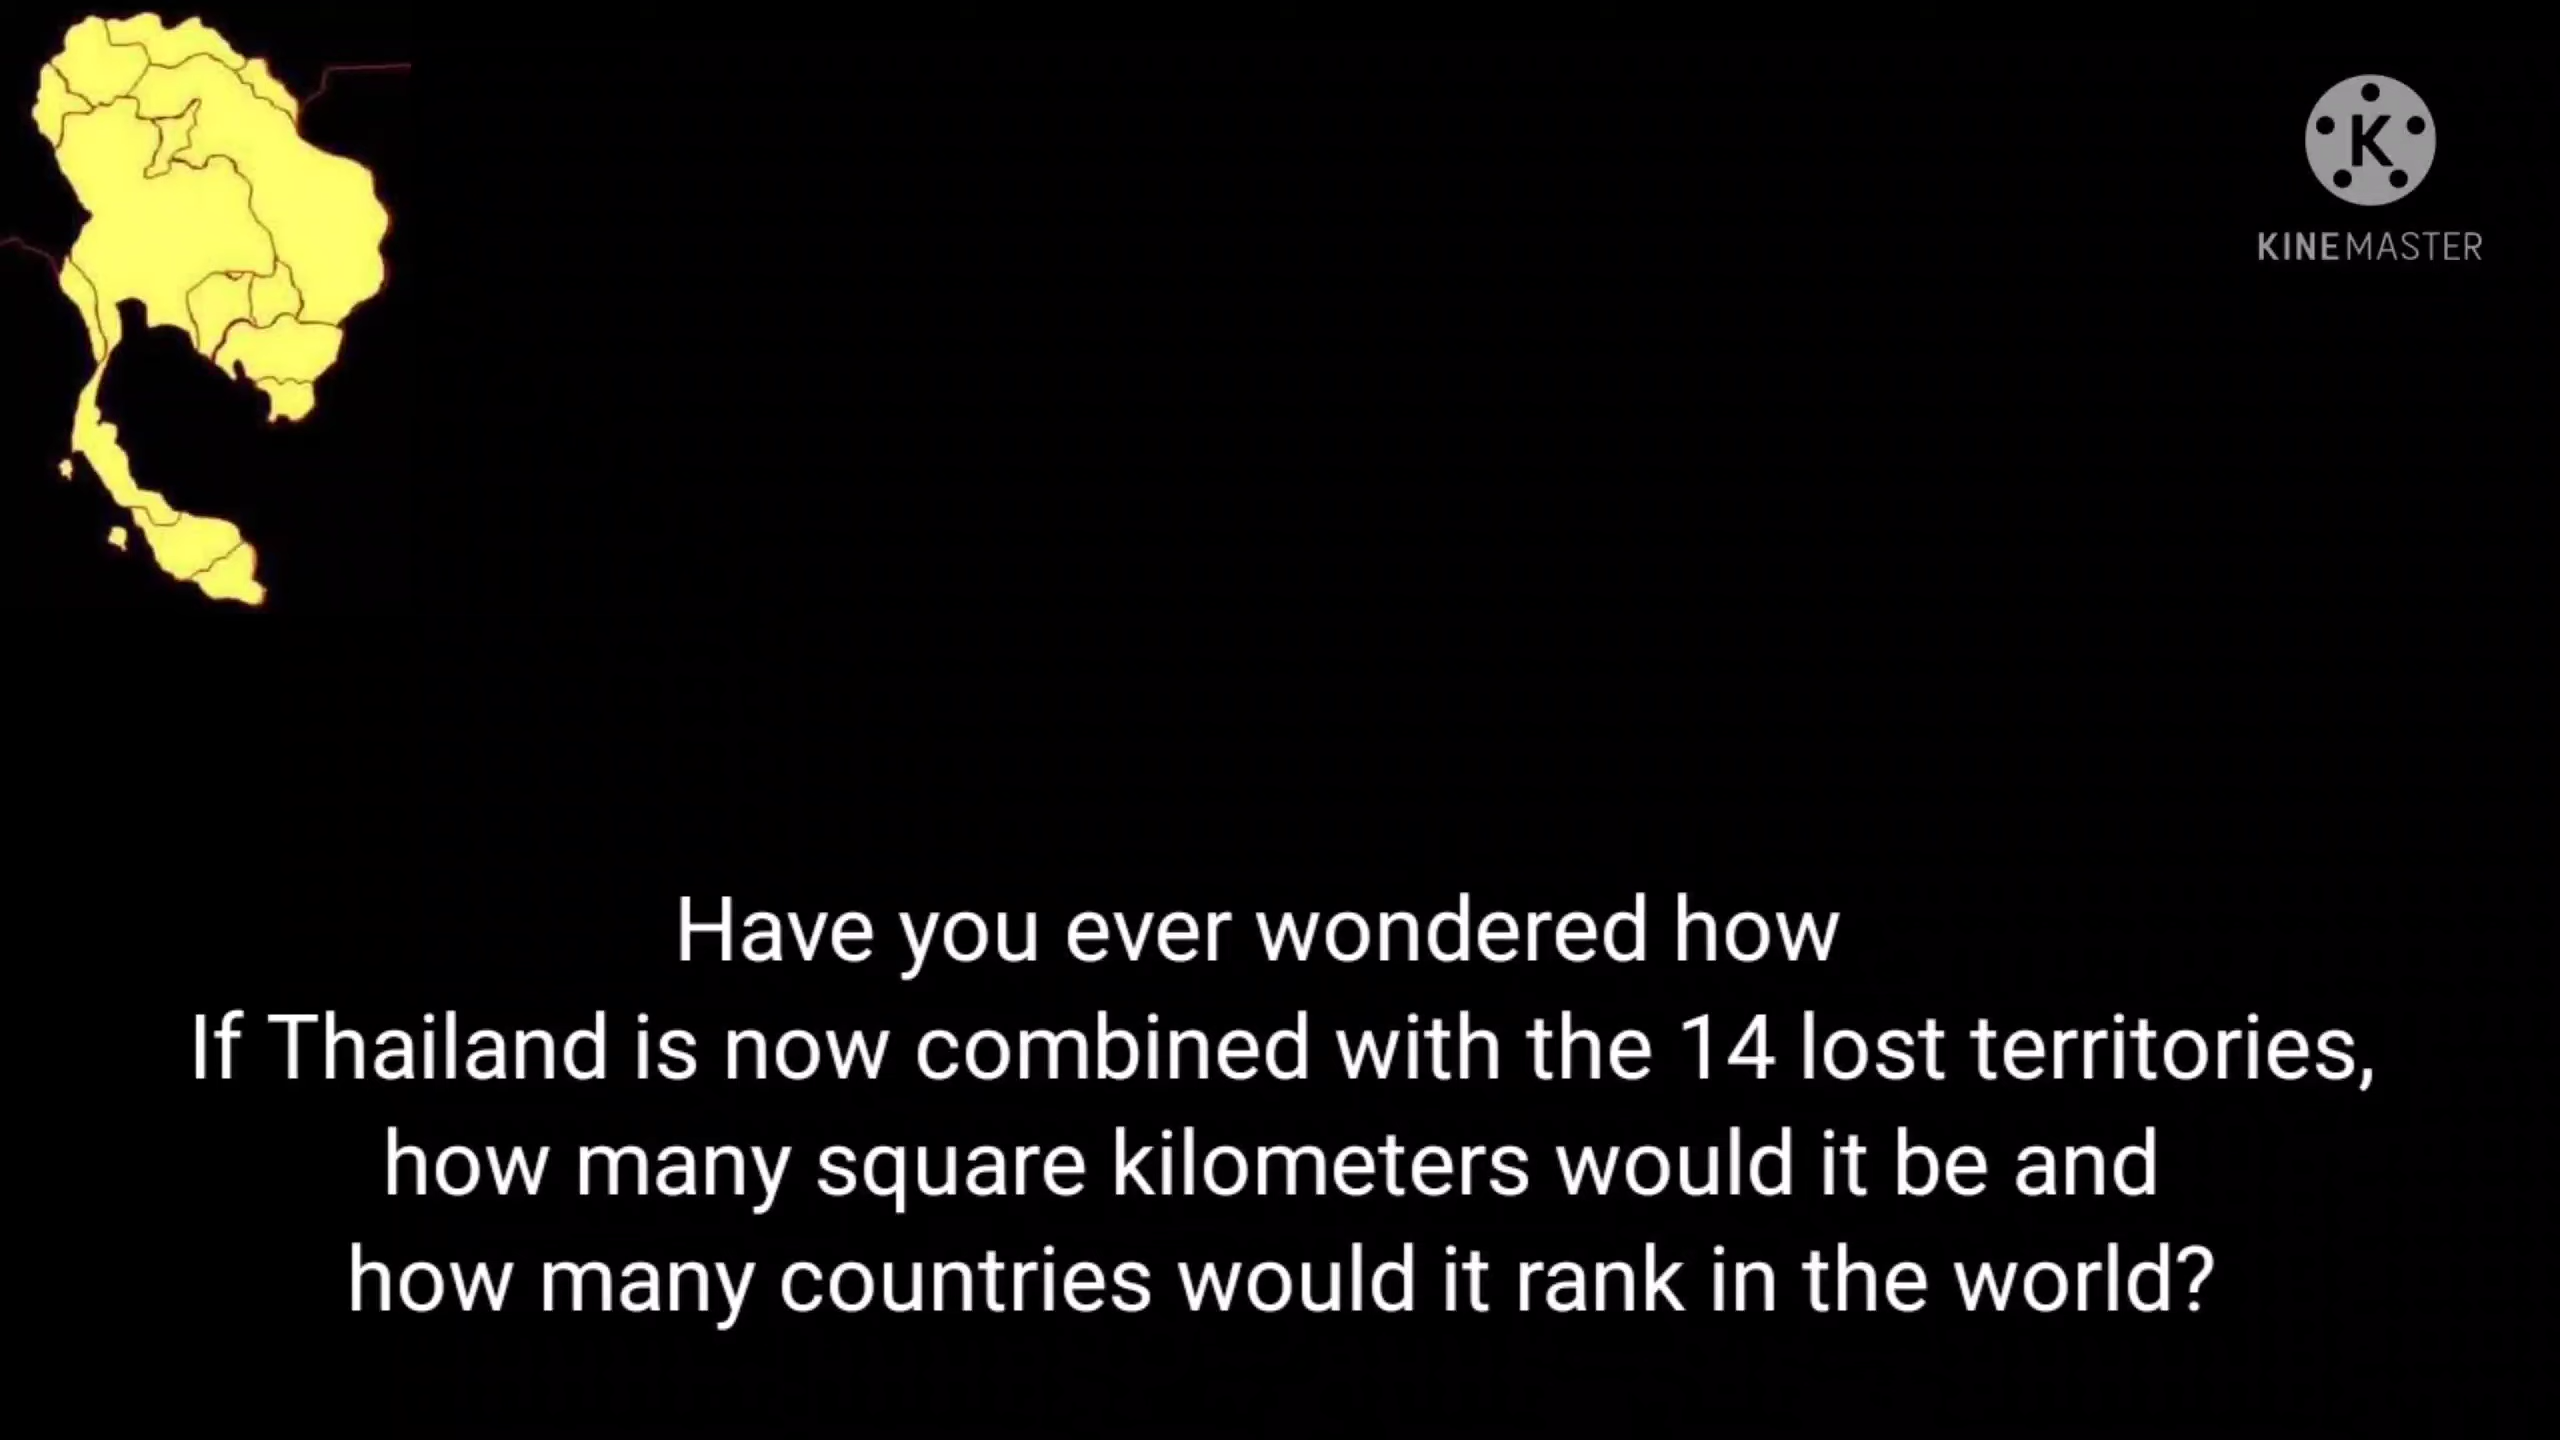 K
KINEMASTER
Have you ever wondered how
If Thailand is now combined with the 14 lost territories,
how many square kilometers would it be and
how many countries would it rank in the world?